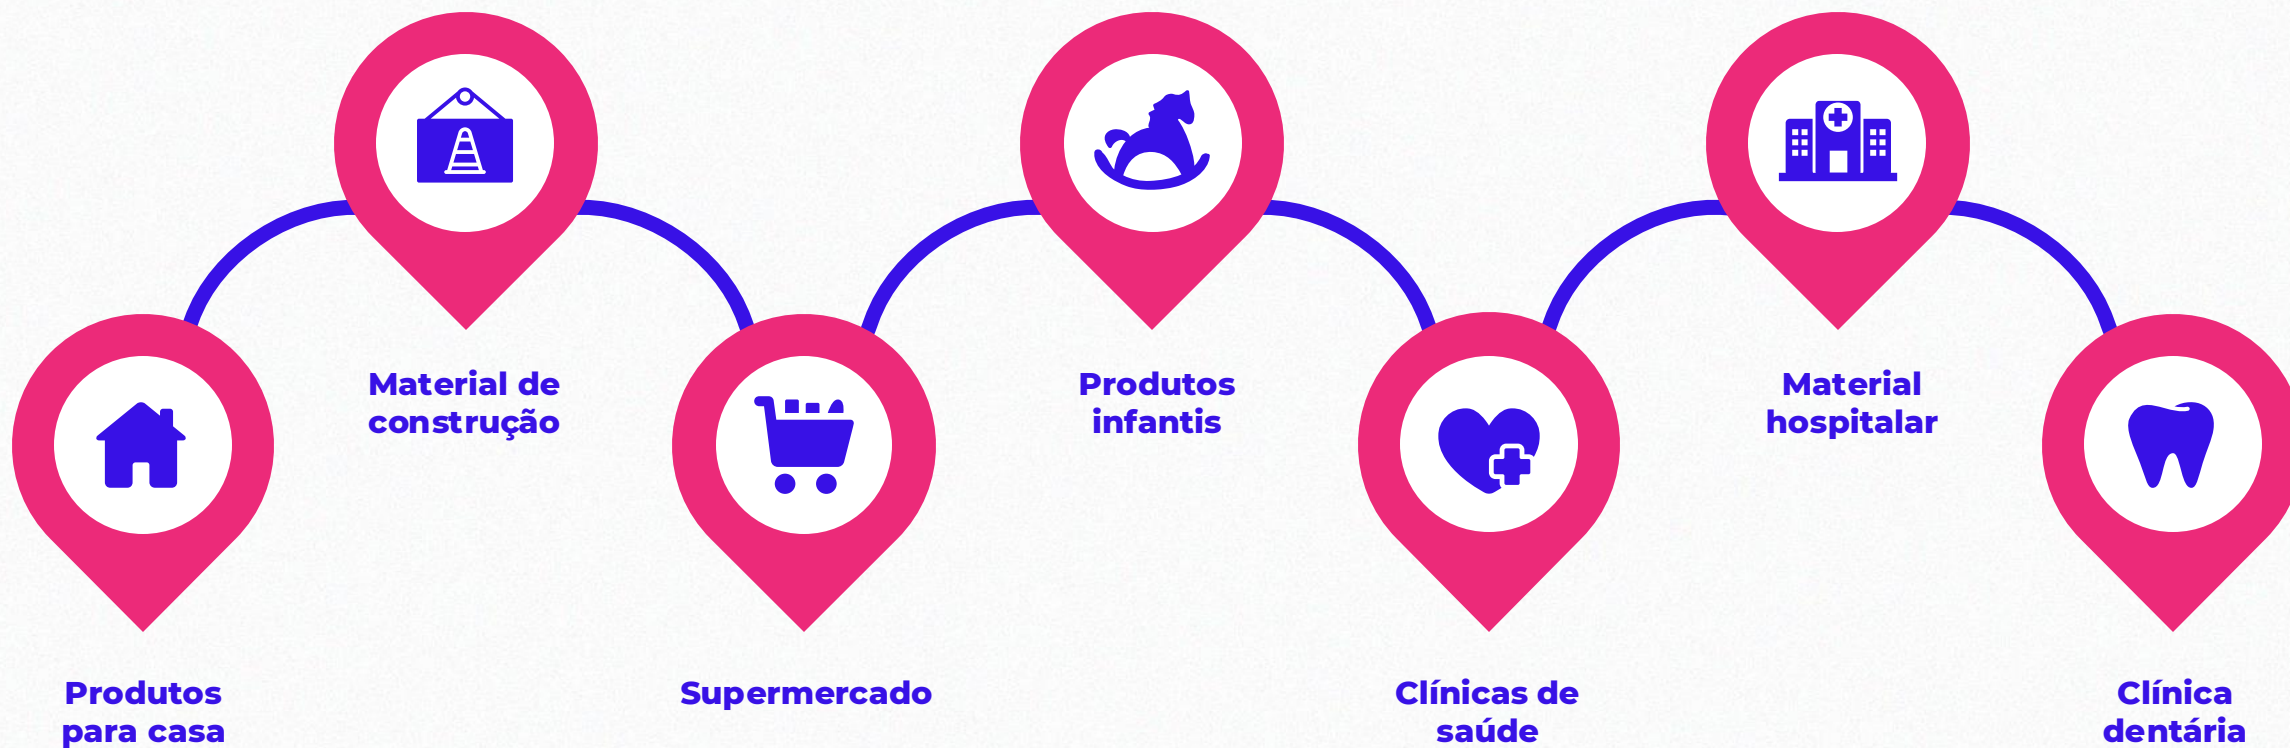 Produtos
para casa
Material de
construção
Supermercado
Produtos
infantis
Clínicas de
saúde
Material
hospitalar
Clínica
dentária